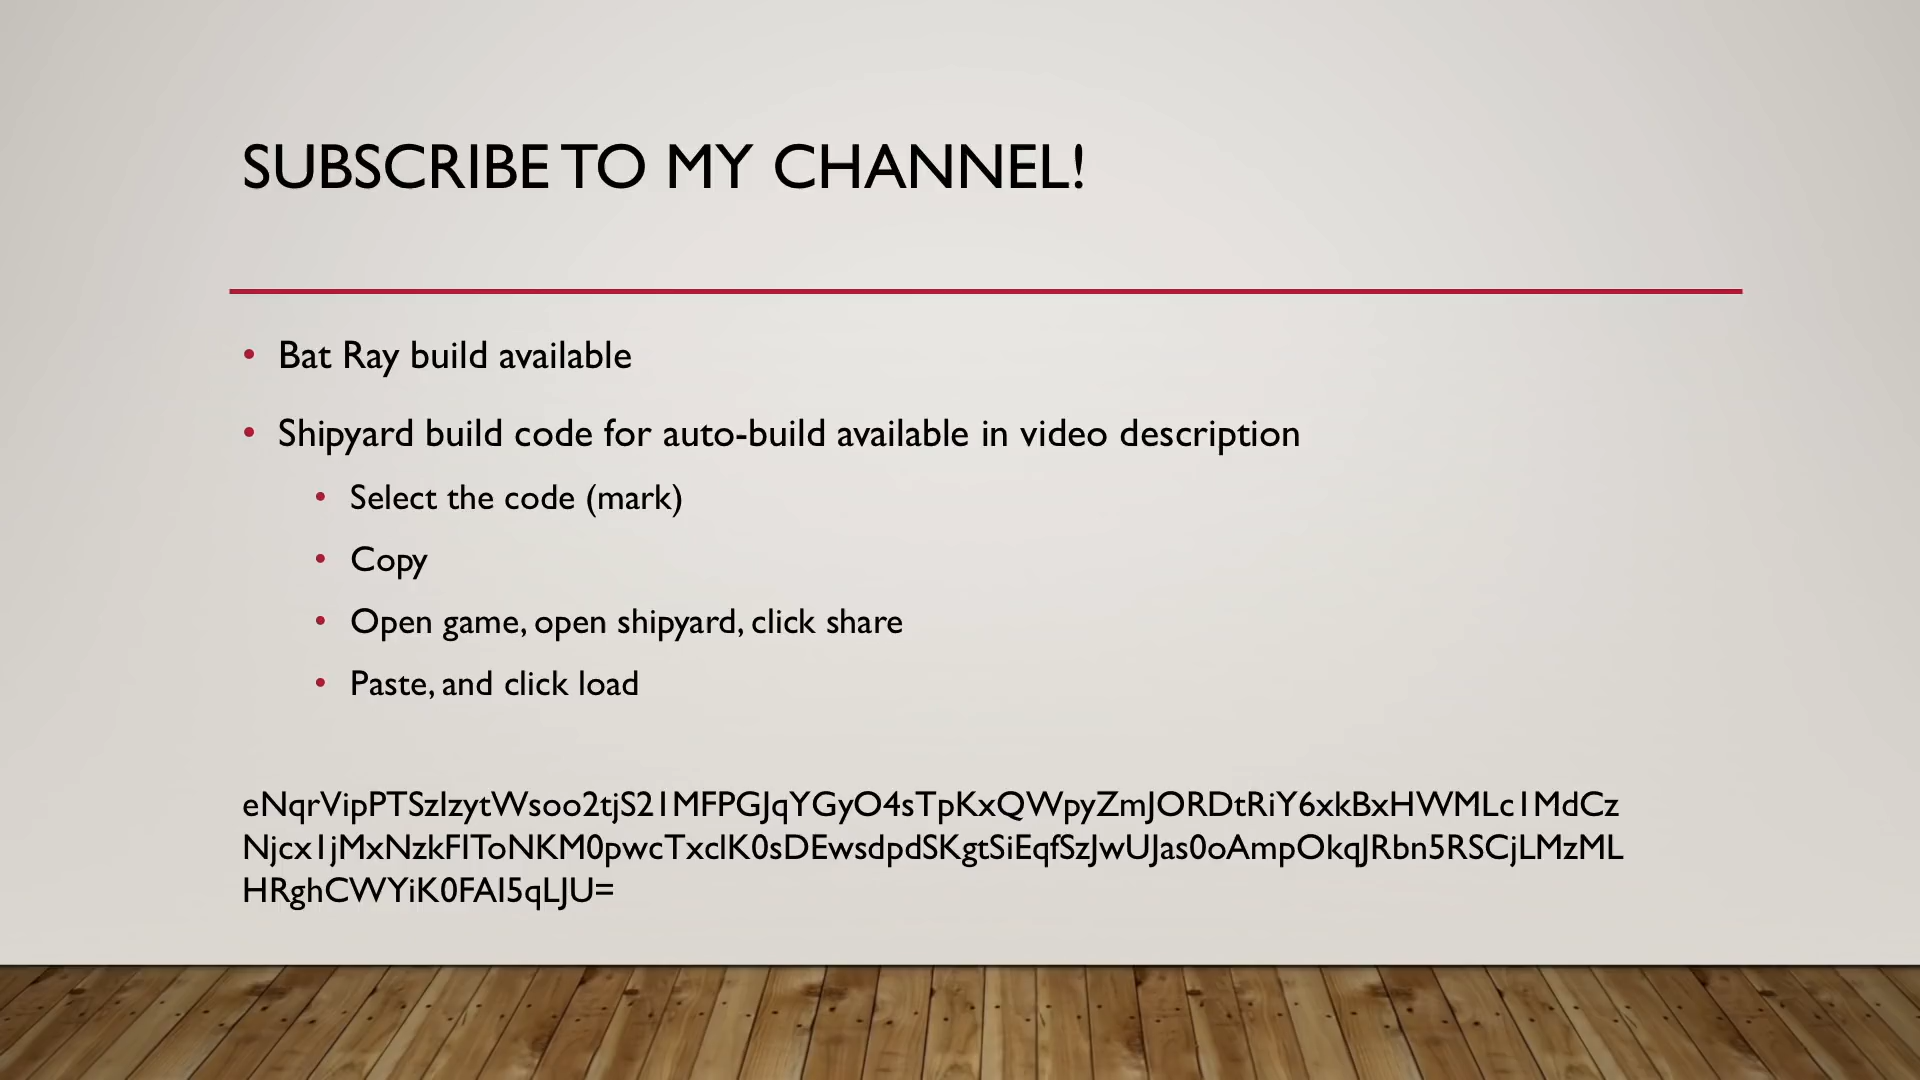 SUBSCRIBE TO MY CHANNEL!
• Bat Ray build available
• Shipyard build code for auto-build available in video description
• Select the code (mark)
• Copy
• Open game, open shipyard, click share
• Paste, and click load
eNqrVipPTSzIzytWsoo2tjS21MFPGJqYGyO4sTpKxQWpyZmJORDtRiY6xkBxHWMLc1MdCz
Njcx1jMxNzkFIToNKM0pwcTxclK0sDEwsdpdSKgtSiEqfSzJwUJas0oAmpOkqJRbn5RSCjLMzML
HRghCWYiK0FAI5qLJU=